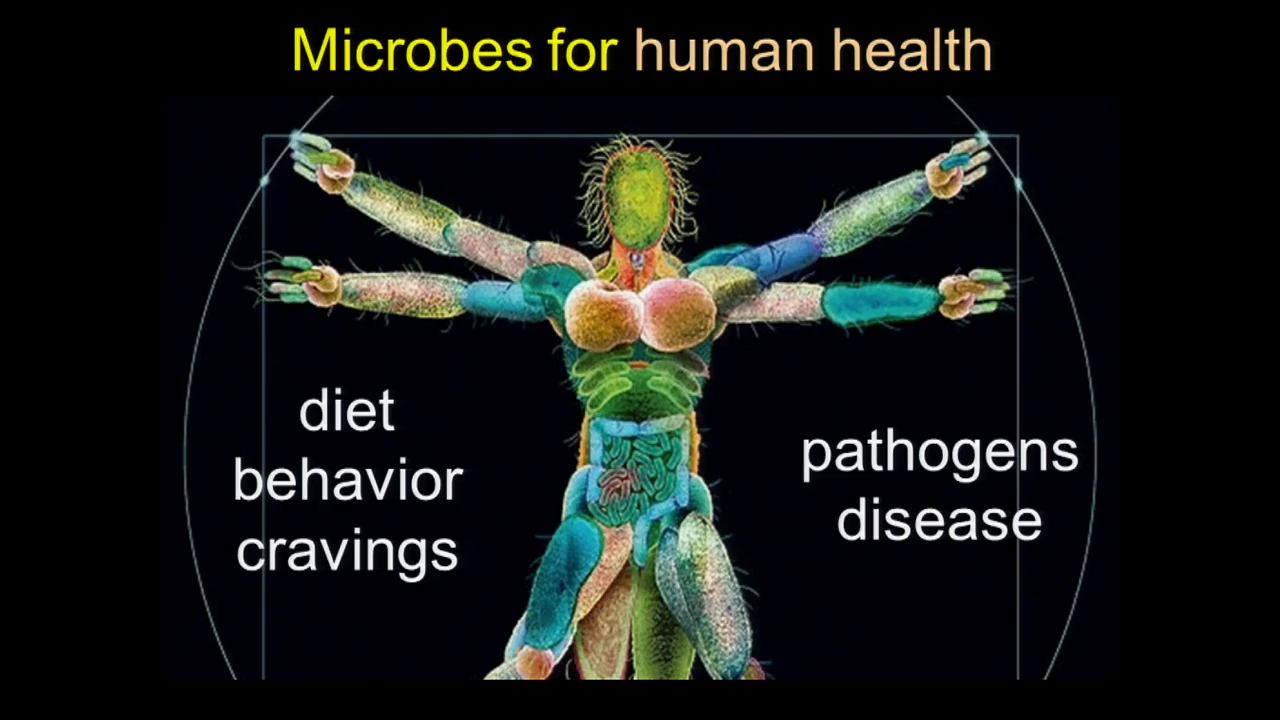 Microbes for human health
diet
behavior
cravings
pathogens
disease